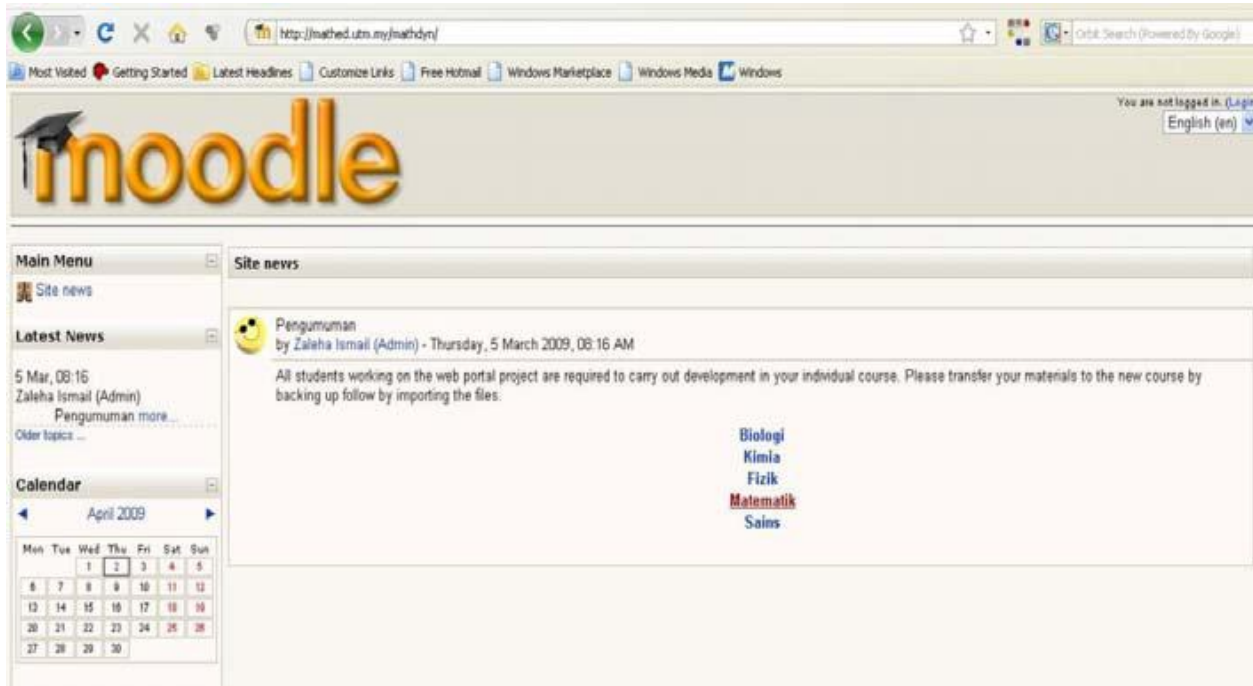 http://mathed.utm.my/mathdyn/
Orbit Search (Powered By Google)
Most Visited Getting Started Latest Headlines Customize Links Free Hotmail Windows Marketplace Windows Media Windows
You are not logged in. (Login
English (en)
moodle
Main Menu
Site news
Latest News
5 Mar, 08:16
Zaleha Ismail (Admin)
Pengumuman more...
Older topics ...
Calendar
April 2009
Mon Tue Wed Thu Fri Sat Sun
1 2 3 4 5
6 7 8 9 10 11 12
13 14 15 16 17 18 19
20 21 22 23 24 25 26
27 28 29 30
Site news
Pengumuman
by Zaleha Ismail (Admin) - Thursday, 5 March 2009, 08:16 AM
All students working on the web portal project are required to carry out development in your individual course. Please transfer your materials to the new course by
backing up follow by importing the files.
Biologi
Kimia
Fizik
Matematik
Sains